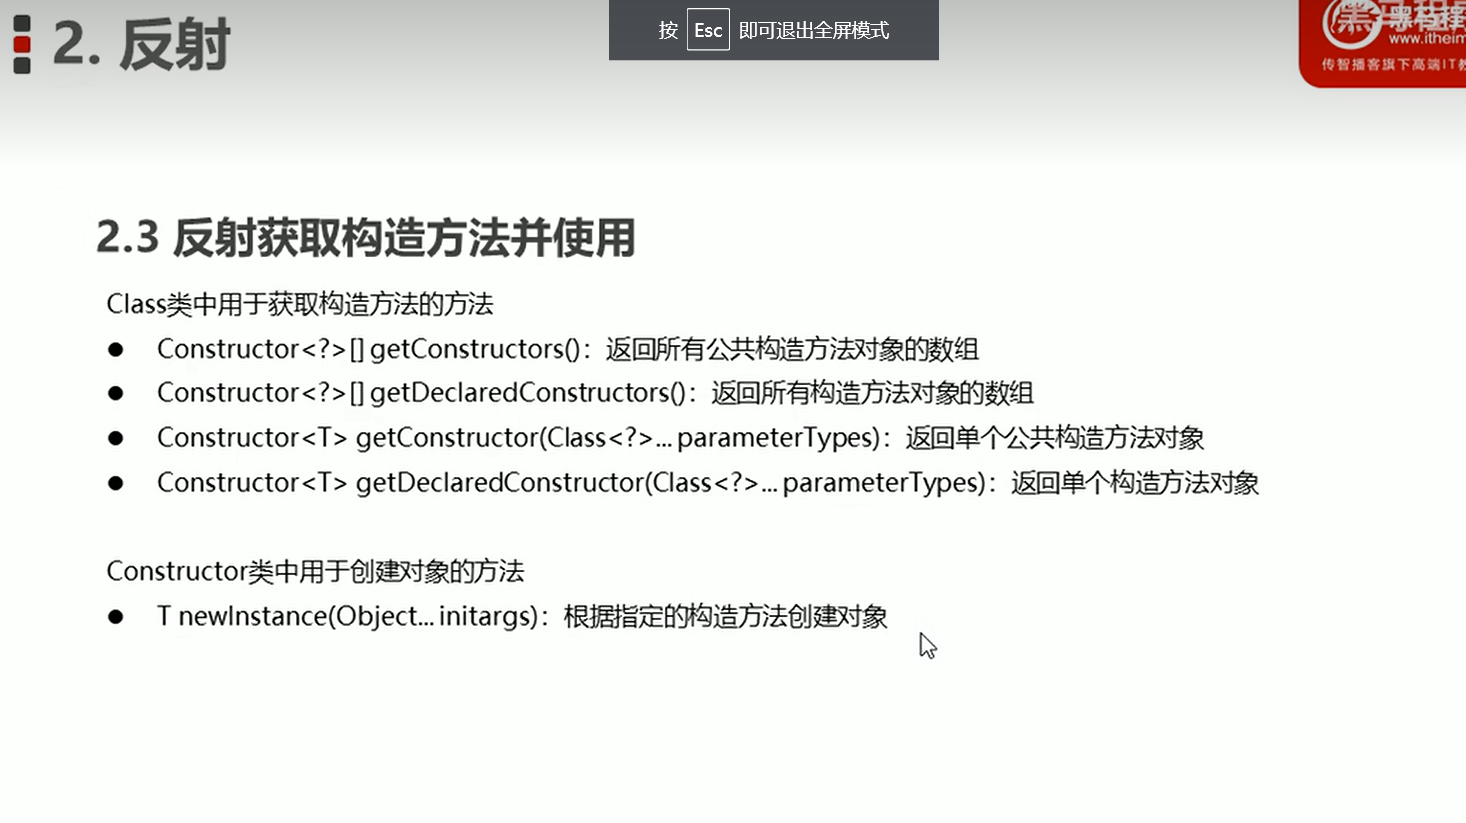 2. 反射
按 Esc 即可退出全屏模式
www.itheim
传智播客旗下高端IT教
2.3 反射获取构造方法并使用
Class类中用于获取构造方法的方法
● Constructor<?>[] getConstructors()：返回所有公共构造方法对象的数组
● Constructor<?>[] getDeclaredConstructors()：返回所有构造方法对象的数组
● Constructor<T> getConstructor(Class<?>... parameterTypes)：返回单个公共构造方法对象
● Constructor<T> getDeclaredConstructor(Class<?>... parameterTypes)：返回单个构造方法对象
Constructor类中用于创建对象的方法
● T newInstance(Object... initargs)：根据指定的构造方法创建对象